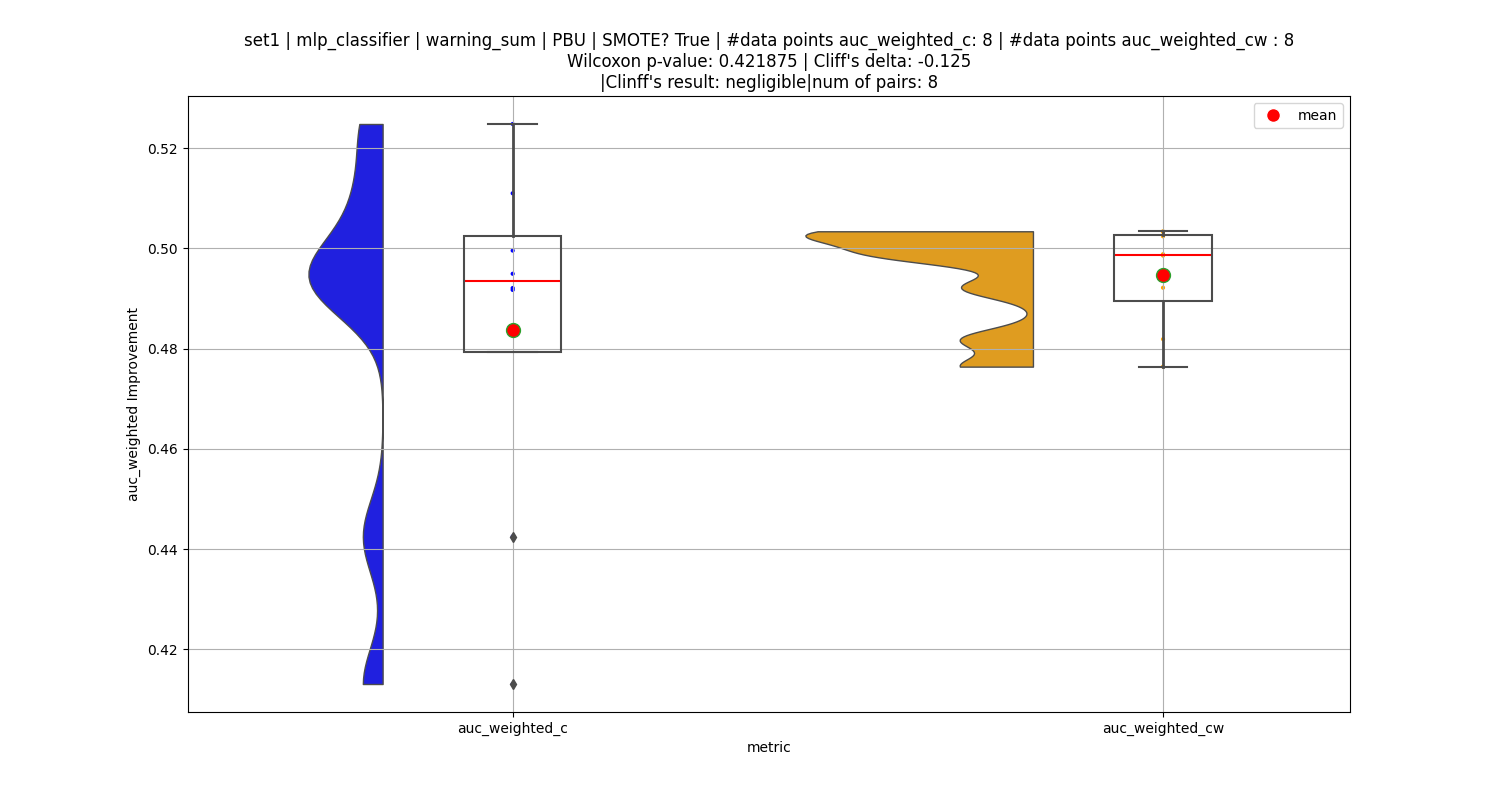 set1 | mlp_classifier | warning_sum | PBU | SMOTE? True | #data points auc_weighted_c: 8 | #data points auc_weighted_cw : 8
Wilcoxon p-value: 0.421875 | Cliff's delta: -0.125
|Clinff's result: negligible|num of pairs: 8
mean
0.52
0.50
0.48
0.46
0.44
0.42
auc_weighted Improvement
auc_weighted_c
auc_weighted_cw
metric